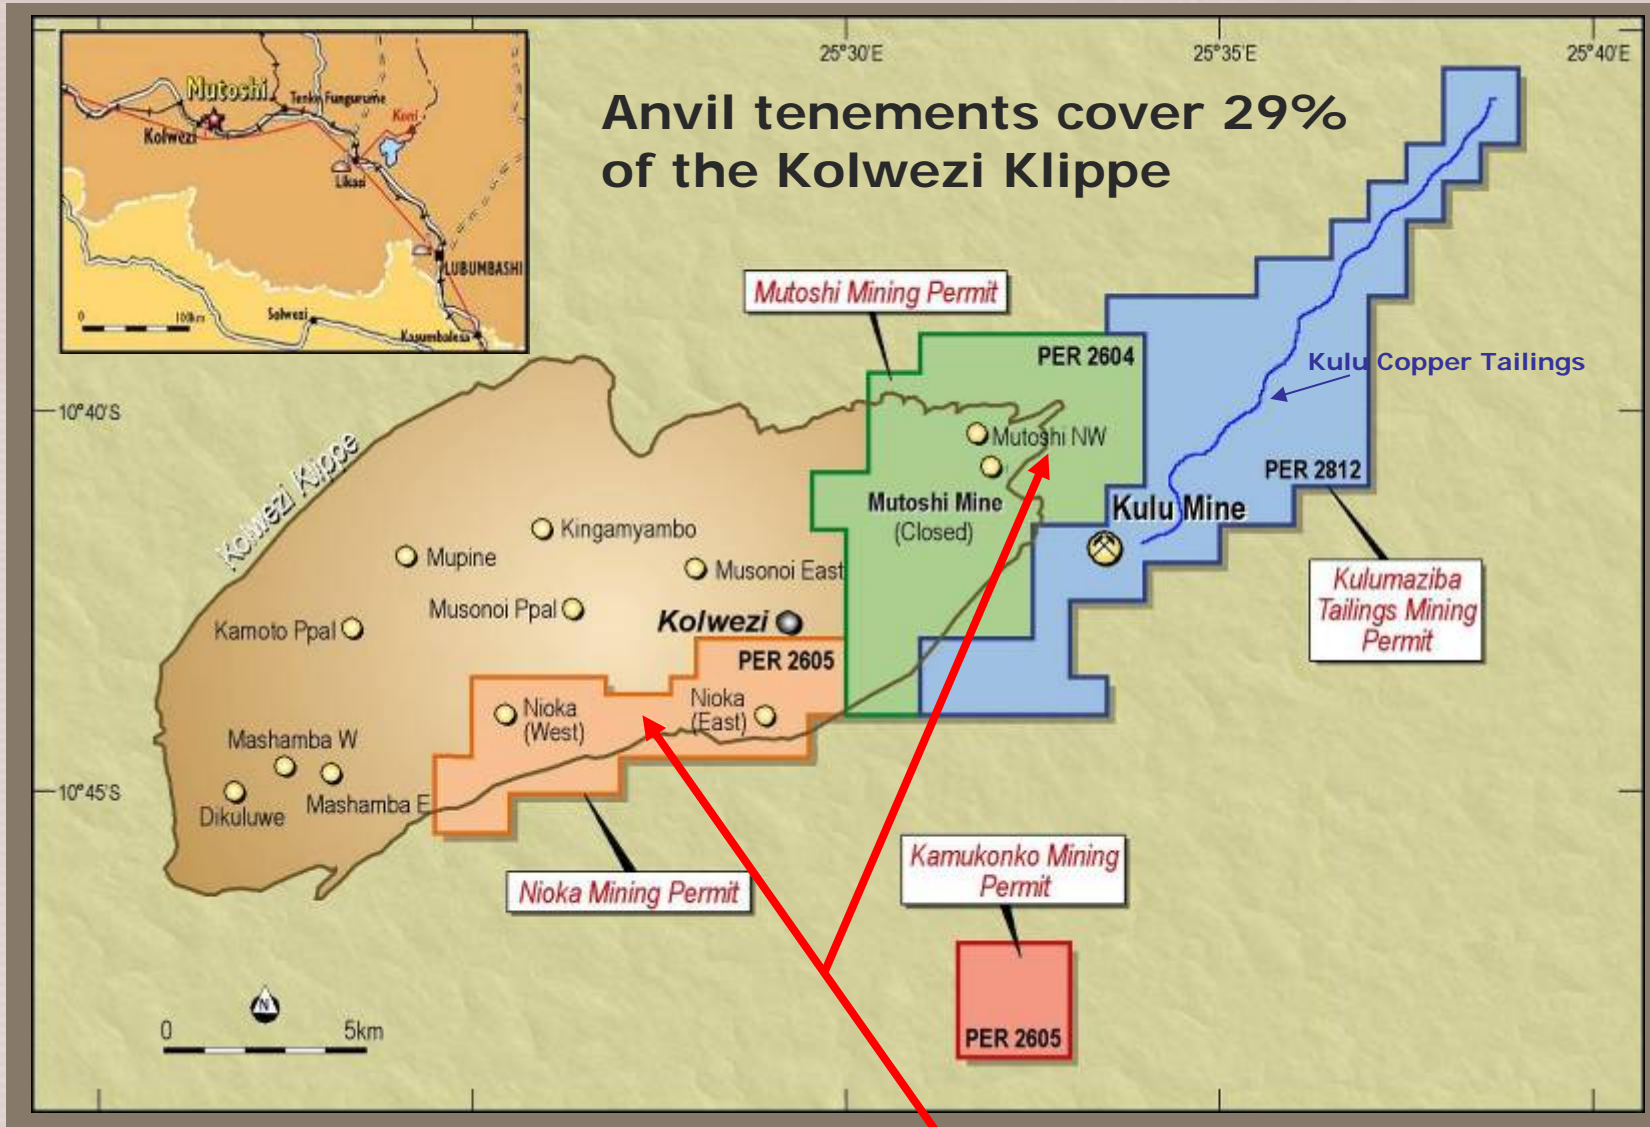 25°30'E
25°35'E
25°40'E
Anvil tenements cover 29%
of the Kolwezi Klippe
Mutoshi
Tenke Fungurume
Kolwezi
Koni
Likasi
LUBUMBASHI
0
100km
Solwezi
Kasumbalesa
Mutoshi Mining Permit
PER 2604
Kulu Copper Tailings
10°40'S
Kolwezi Klippe
Mutoshi NW
PER 2812
Mutoshi Mine
(Closed)
Kulu Mine
Kingamyambo
Mupine
Musonoi East
Kulumaziba
Tailings Mining
Permit
Musonoi Ppal
Kamoto Ppal
Kolwezi
PER 2605
Nioka
(West)
Nioka
(East)
Mashamba W
10°45'S
Dikuluwe
Mashamba E
Nioka Mining Permit
Kamukonko Mining
Permit
N
0
5km
PER 2605